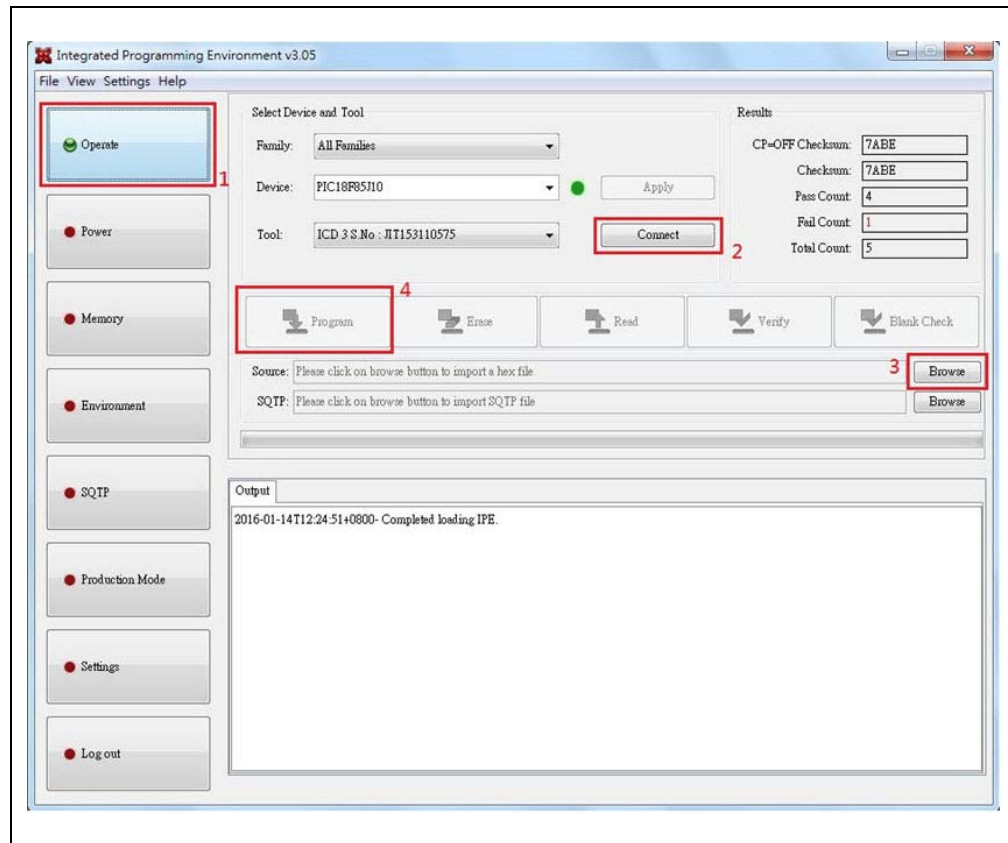 Integrated Programming Environment v3.05
File View Settings Help
Operate
1
Power
Memory
Environment
SQTP
Production Mode
Settings
Log out
Select Device and Tool
Family: All Families
Device: PIC18F85J10 Apply
Tool: ICD 3 S.No : JIT153110575 Connect
2
Results
CP=OFF Checksum: 7ABE
Checksum: 7ABE
Pass Count: 4
Fail Count: 1
Total Count: 5
4
Program Erase Read Verify Blank Check
Source: Please click on browse button to import a hex file 3 Browse
SQTP: Please click on browse button to import SQTP file Browse
Output
2016-01-14T12:24:51+0800- Completed loading IPE.